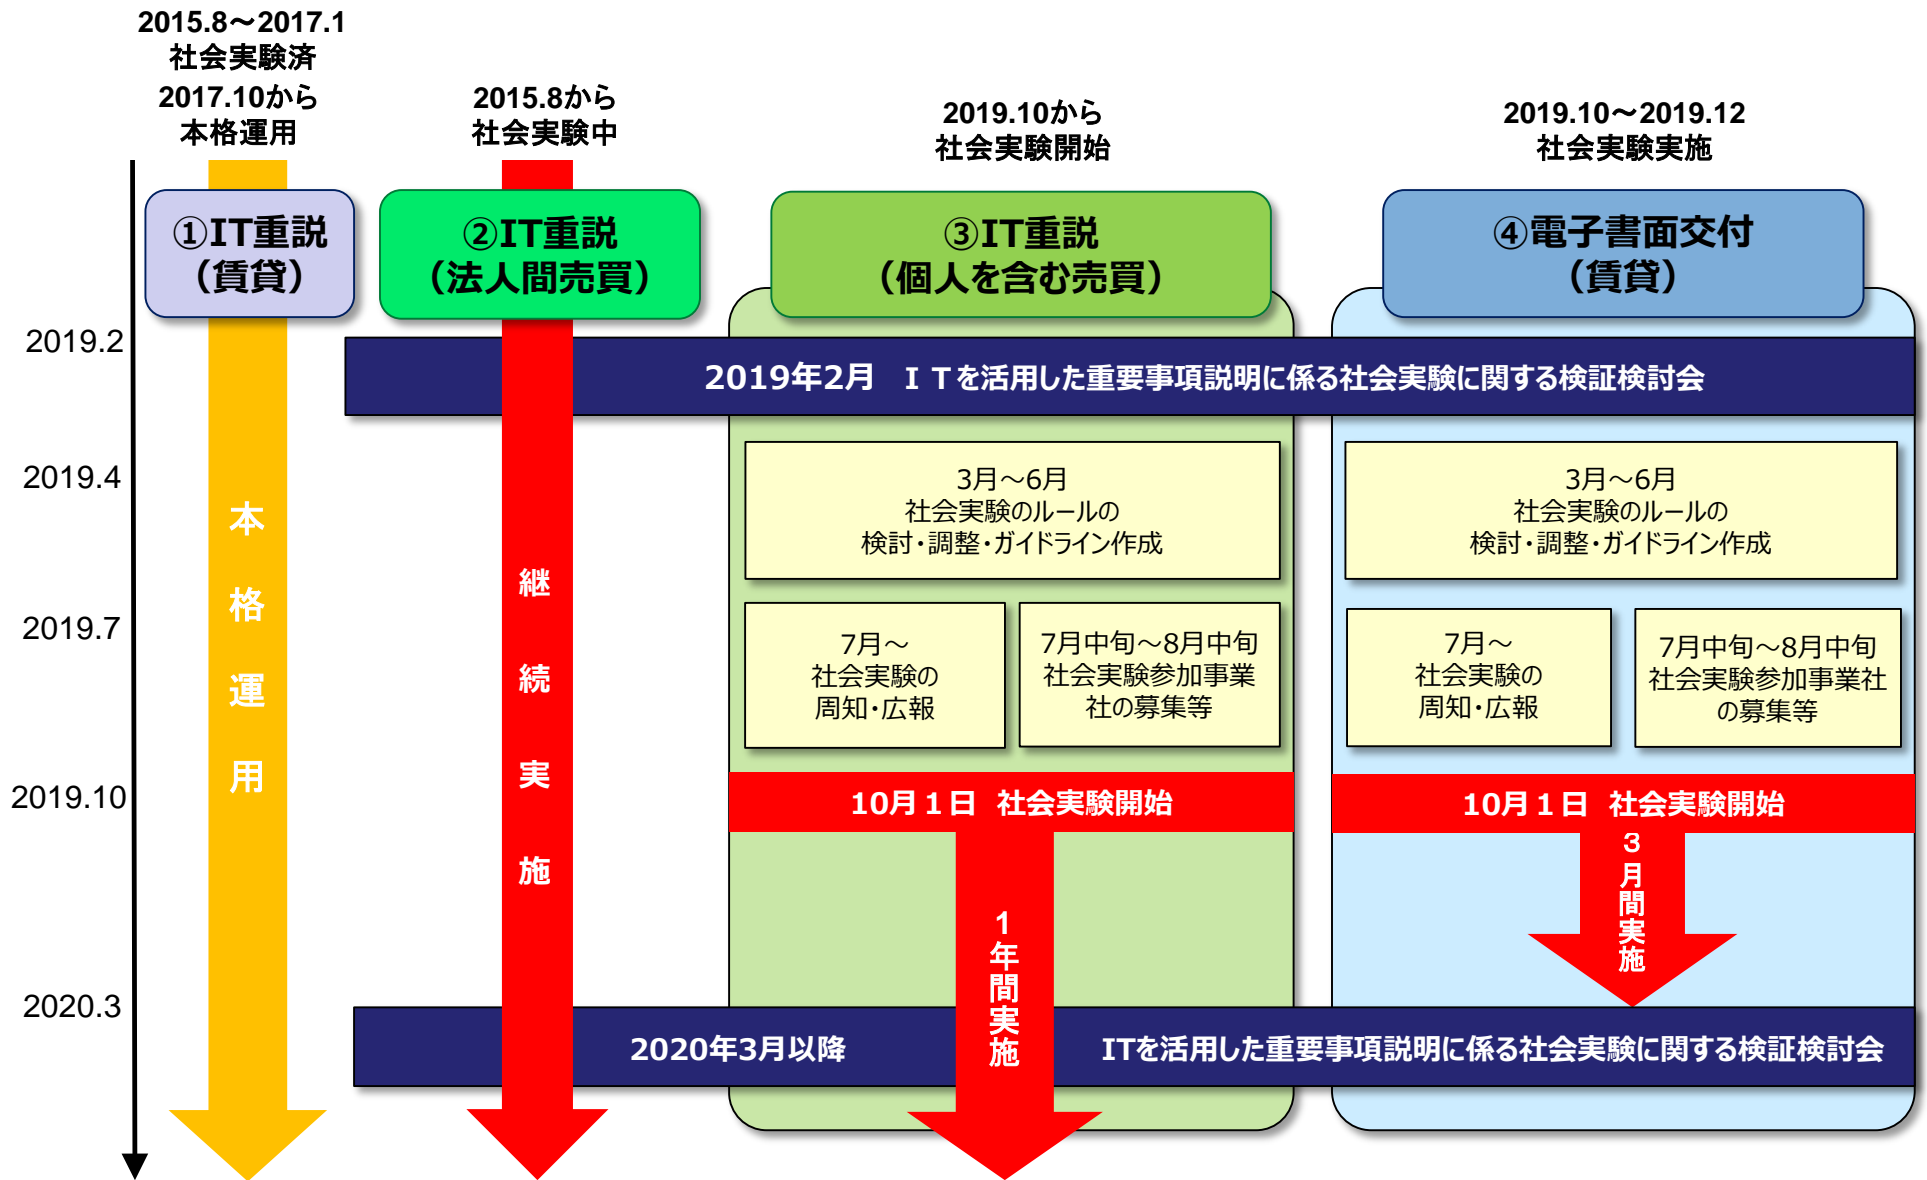 2015.8～2017.1
社会実験済
2017.10から
本格運用
2015.8から
社会実験中
2019.10から
社会実験開始
2019.10～2019.12
社会実験実施
①IT重説
（賃貸）
②IT重説
（法人間売買）
③IT重説
（個人を含む売買）
④電子書面交付
（賃貸）
2019.2
2019年2月　ＩＴを活用した重要事項説明に係る社会実験に関する検証検討会
2019.4
3月～6月
社会実験のルールの
検討・調整・ガイドライン作成
3月～6月
社会実験のルールの
検討・調整・ガイドライン作成
本格運用
継続実施
2019.7
7月～
社会実験の
周知・広報
7月中旬～8月中旬
社会実験参加事業
社の募集等
7月～
社会実験の
周知・広報
7月中旬～8月中旬
社会実験参加事業社
の募集等
2019.10
10月１日　社会実験開始
10月１日　社会実験開始
１年間実施
３月間実施
2020.3
2020年3月以降
ITを活用した重要事項説明に係る社会実験に関する検証検討会